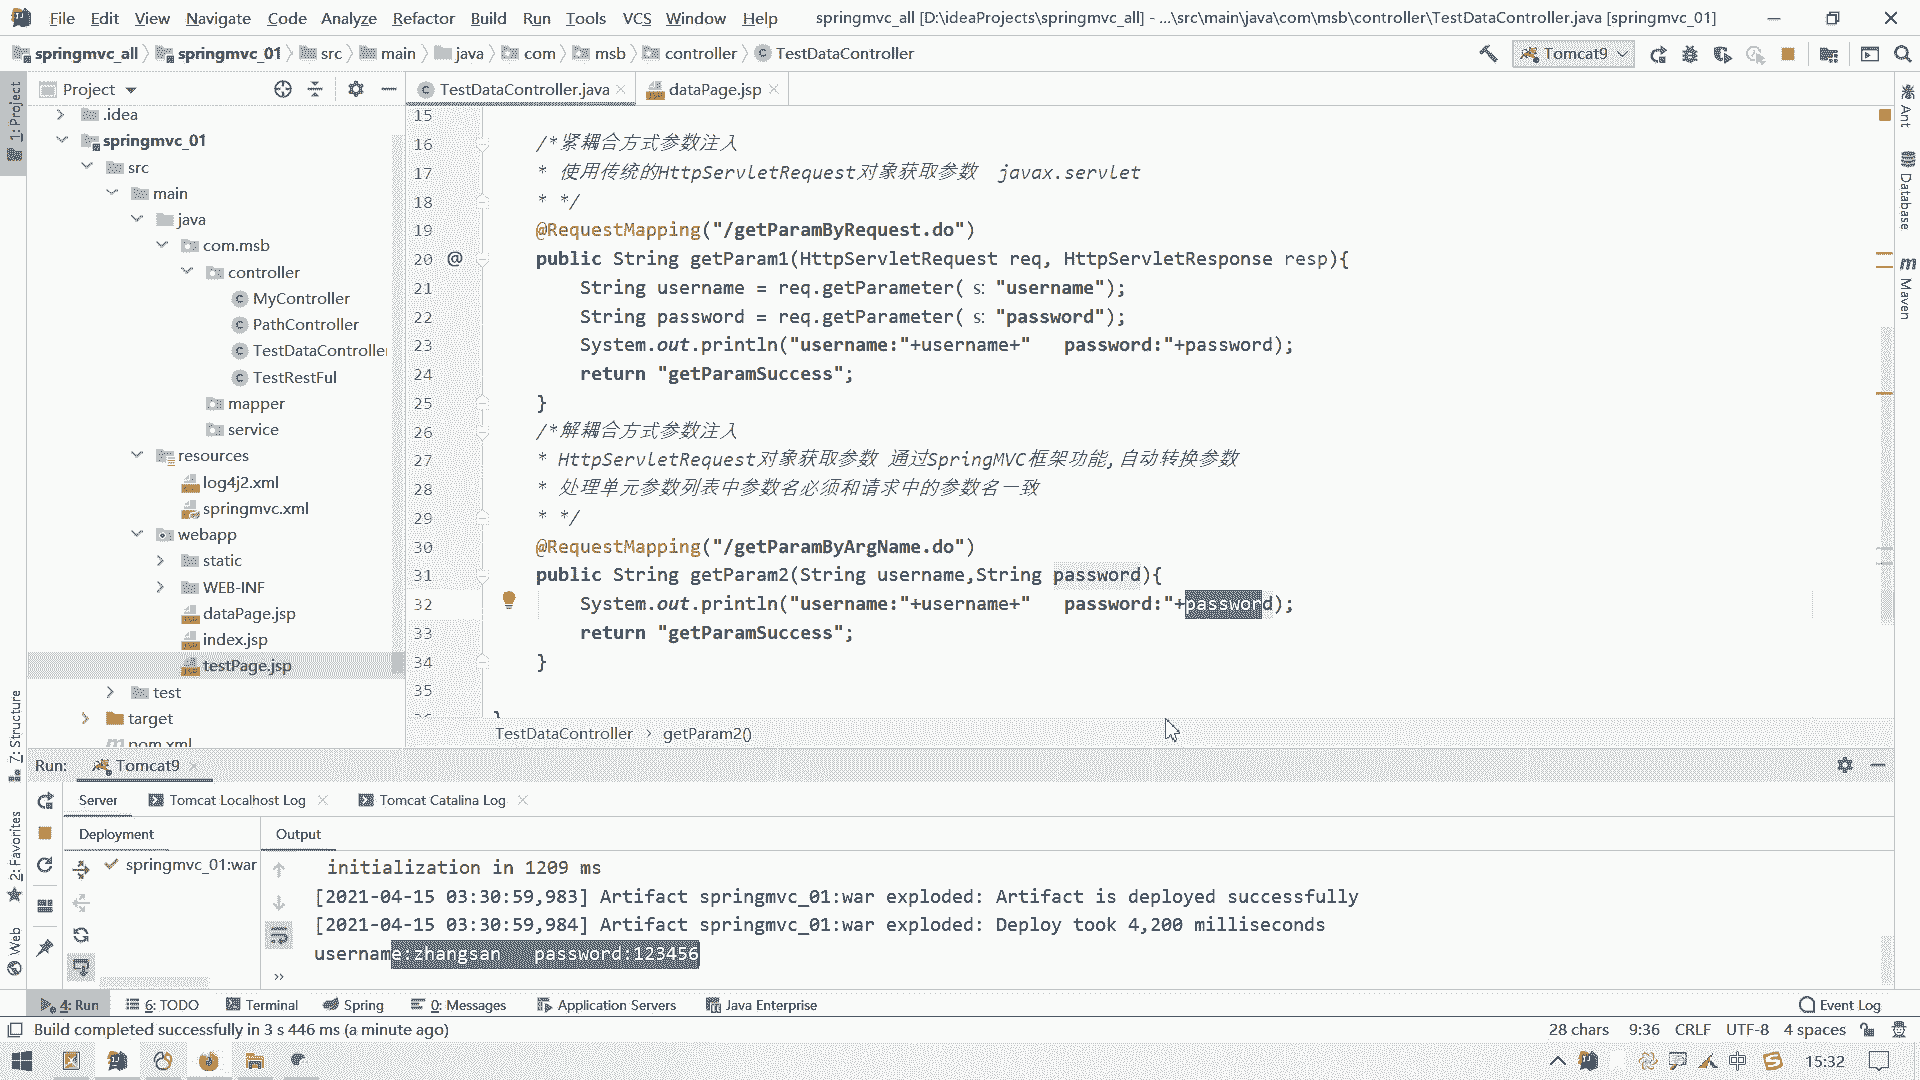 File Edit View Navigate Code Analyze Refactor Build Run Tools VCS Window Help springmvc_all [D:\ideaProjects\springmvc_all] - ...\src\main\java\com\msb\controller\TestDataController.java [springmvc_01]
springmvc_all springmvc_01 src main java com msb controller TestDataController Tomcat9
1: Project
Project
.idea
springmvc_01
src
main
java
com.msb
controller
MyController
PathController
TestDataController
TestRestFul
mapper
service
resources
log4j2.xml
springmvc.xml
webapp
static
WEB-INF
dataPage.jsp
index.jsp
testPage.jsp
test
target
pom.xml
TestDataController.java dataPage.jsp
15
16 /*紧耦合方式参数注入
17 * 使用传统的HttpServletRequest对象获取参数 javax.servlet
18 * */
19 @RequestMapping("/getParamByRequest.do")
20 @ public String getParam1(HttpServletRequest req, HttpServletResponse resp){
21 String username = req.getParameter( s: "username");
22 String password = req.getParameter( s: "password");
23 System.out.println("username:"+username+" password:"+password);
24 return "getParamSuccess";
25 }
26 /*解耦合方式参数注入
27 * HttpServletRequest对象获取参数 通过SpringMVC框架功能,自动转换参数
28 * 处理单元参数列表中参数名必须和请求中的参数名一致
29 * */
30 @RequestMapping("/getParamByArgName.do")
31 public String getParam2(String username,String password){
32 System.out.println("username:"+username+" password:"+password);
33 return "getParamSuccess";
34 }
35
36 }
TestDataController › getParam2()
Ant
Database
Maven
7: Structure
2: Favorites
Web
Run: Tomcat9
Server Tomcat Localhost Log Tomcat Catalina Log
Deployment Output
springmvc_01:war
initialization in 1209 ms
[2021-04-15 03:30:59,983] Artifact springmvc_01:war exploded: Artifact is deployed successfully
[2021-04-15 03:30:59,984] Artifact springmvc_01:war exploded: Deploy took 4,200 milliseconds
username:zhangsan password:123456
4: Run 6: TODO Terminal Spring 0: Messages Application Servers Java Enterprise Event Log
Build completed successfully in 3 s 446 ms (a minute ago) 28 chars 9:36 CRLF UTF-8 4 spaces
中 15:32